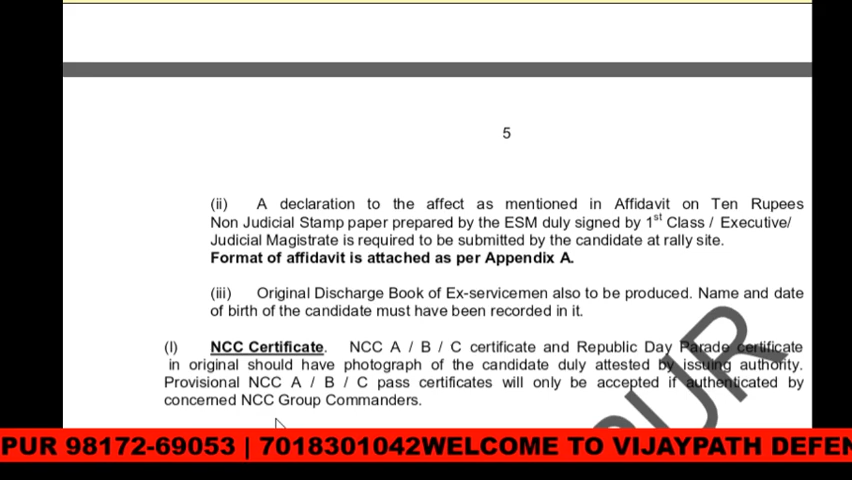 5
(ii) A declaration to the affect as mentioned in Affidavit on Ten Rupees
Non Judicial Stamp paper prepared by the ESM duly signed by 1st Class / Executive/
Judicial Magistrate is required to be submitted by the candidate at rally site.
Format of affidavit is attached as per Appendix A.
(iii) Original Discharge Book of Ex-servicemen also to be produced. Name and date
of birth of the candidate must have been recorded in it.
(l) NCC Certificate. NCC A / B / C certificate and Republic Day Parade certificate
in original should have photograph of the candidate duly attested by issuing authority.
Provisional NCC A / B / C pass certificates will only be accepted if authenticated by
concerned NCC Group Commanders.
PUR 98172-69053 | 7018301042WELCOME TO VIJAYPATH DEFEN